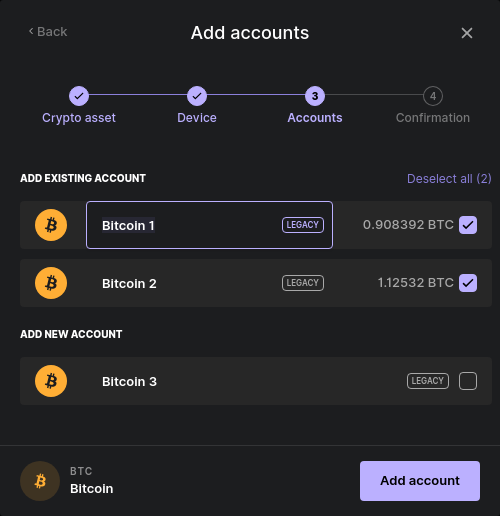 Back
Add accounts
3
4
Crypto asset
Device
Accounts
Confirmation
ADD EXISTING ACCOUNT
Deselect all (2)
Bitcoin 1
LEGACY
0.908392 BTC
Bitcoin 2
LEGACY
1.12532 BTC
ADD NEW ACCOUNT
Bitcoin 3
LEGACY
BTC
Bitcoin
Add account